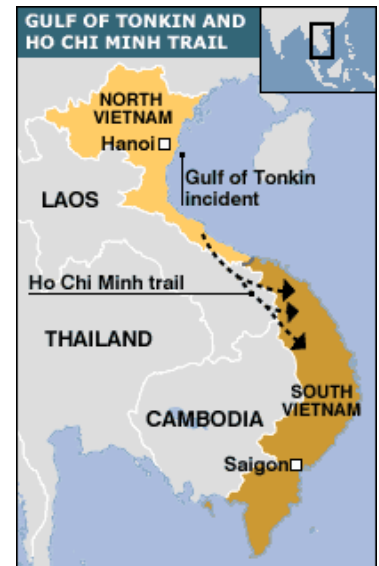 GULF OF TONKIN AND
HO CHI MINH TRAIL
NORTH
VIETNAM
Hanoi
Gulf of Tonkin
incident
LAOS
Ho Chi Minh trail
THAILAND
SOUTH
VIETNAM
CAMBODIA
Saigon